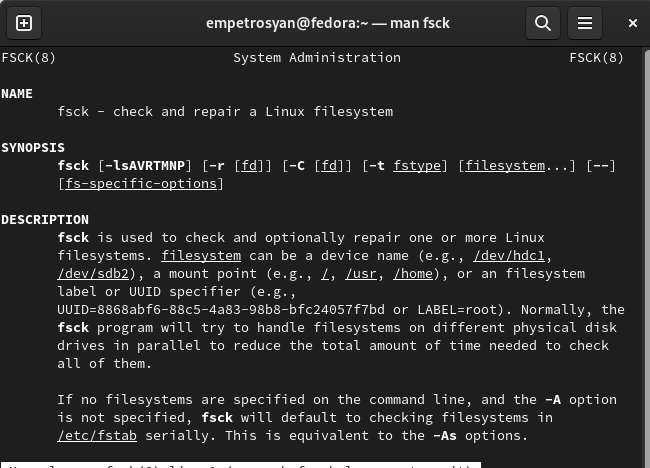 empetrosyan@fedora:~ — man fsck
FSCK(8) System Administration FSCK(8)
NAME
fsck - check and repair a Linux filesystem
SYNOPSIS
fsck [-lsAVRTMNP] [-r [fd]] [-C [fd]] [-t fstype] [filesystem...] [--]
[fs-specific-options]
DESCRIPTION
fsck is used to check and optionally repair one or more Linux
filesystems. filesystem can be a device name (e.g., /dev/hdc1,
/dev/sdb2), a mount point (e.g., /, /usr, /home), or an filesystem
label or UUID specifier (e.g.,
UUID=8868abf6-88c5-4a83-98b8-bfc24057f7bd or LABEL=root). Normally, the
fsck program will try to handle filesystems on different physical disk
drives in parallel to reduce the total amount of time needed to check
all of them.
If no filesystems are specified on the command line, and the -A option
is not specified, fsck will default to checking filesystems in
/etc/fstab serially. This is equivalent to the -As options.